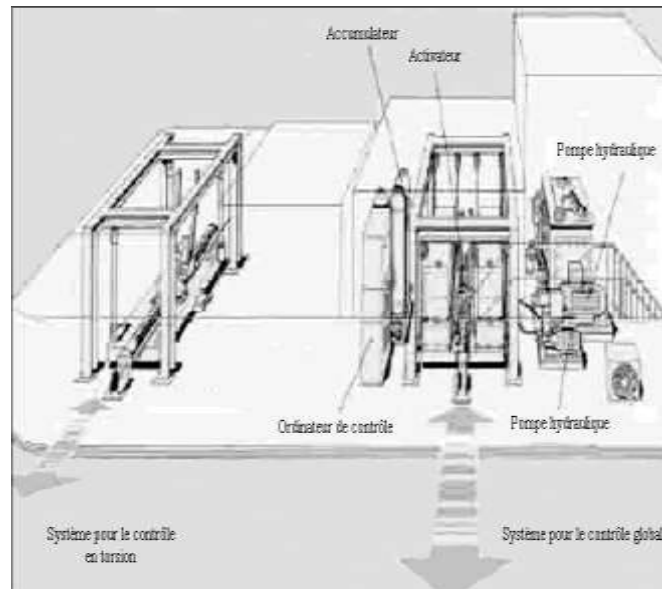 Accumulateur
Activateur
Pompe hydraulique
Ordinateur de contrôle
Pompe hydraulique
Système pour le contrôle
en torsion
Système pour le contrôle global